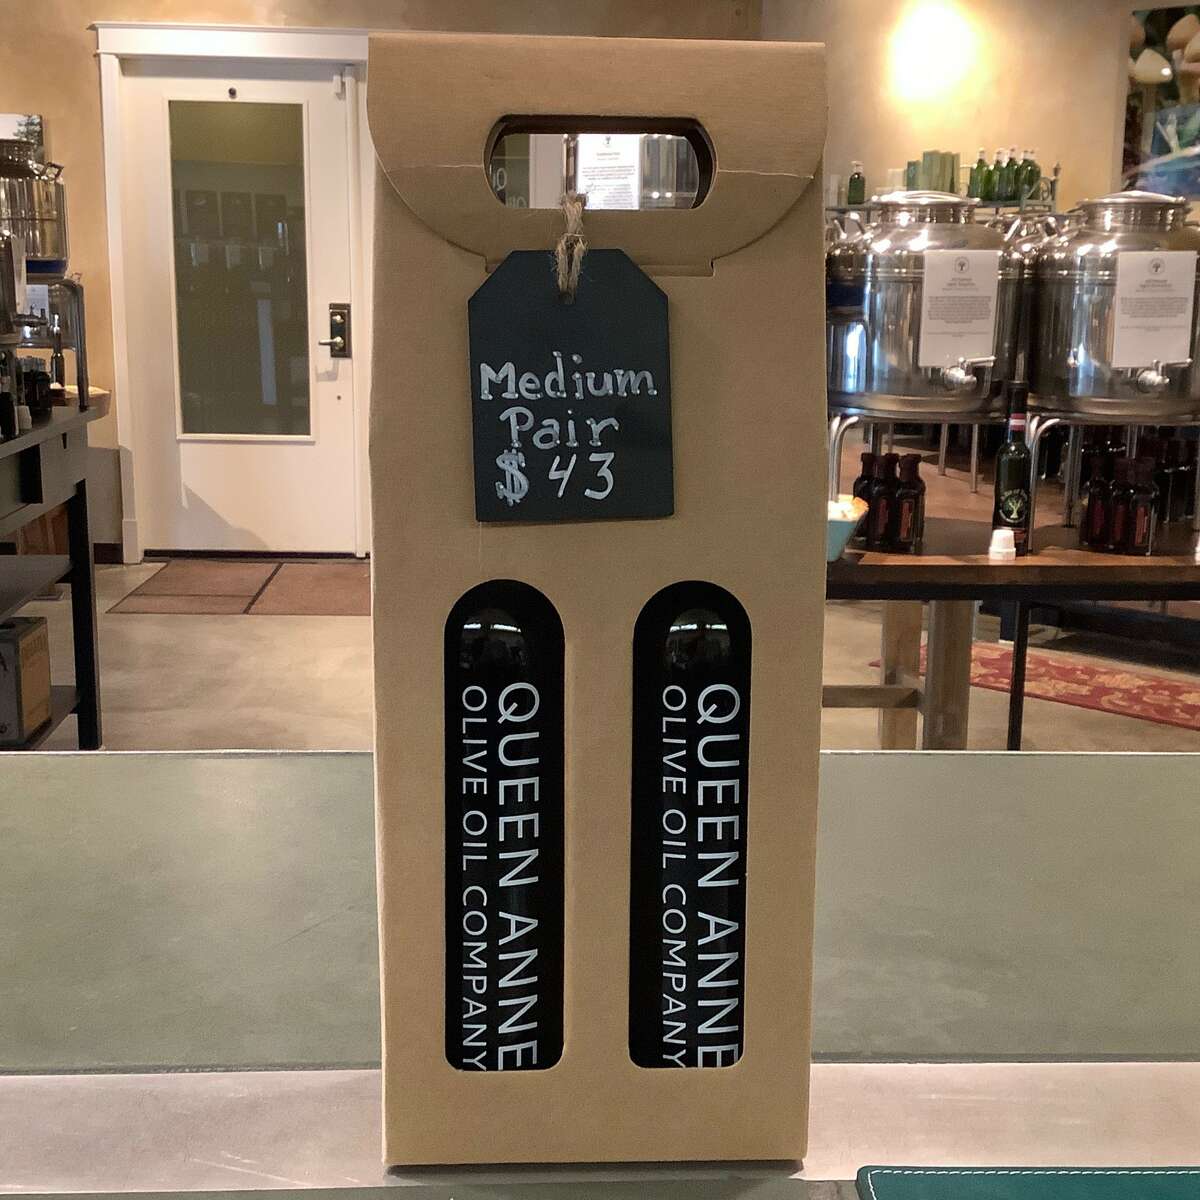 Medium
Pair
$ 43
QUEEN ANNE
OLIVE OIL COMPANY
QUEEN ANNE
OLIVE OIL COMPANY